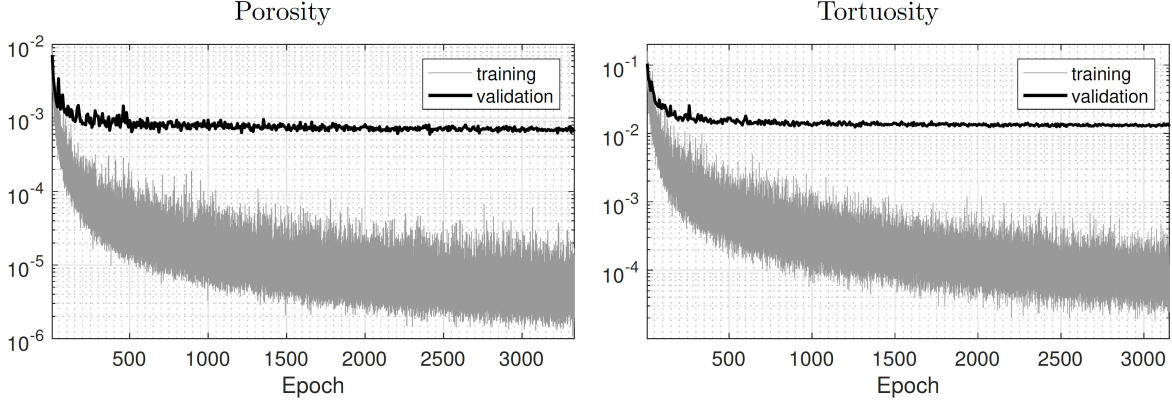 Porosity
10^-2
10^-3
10^-4
10^-5
10^-6
training
validation
500 1000 1500 2000 2500 3000
Epoch
Tortuosity
10^-1
10^-2
10^-3
10^-4
training
validation
500 1000 1500 2000 2500 3000
Epoch